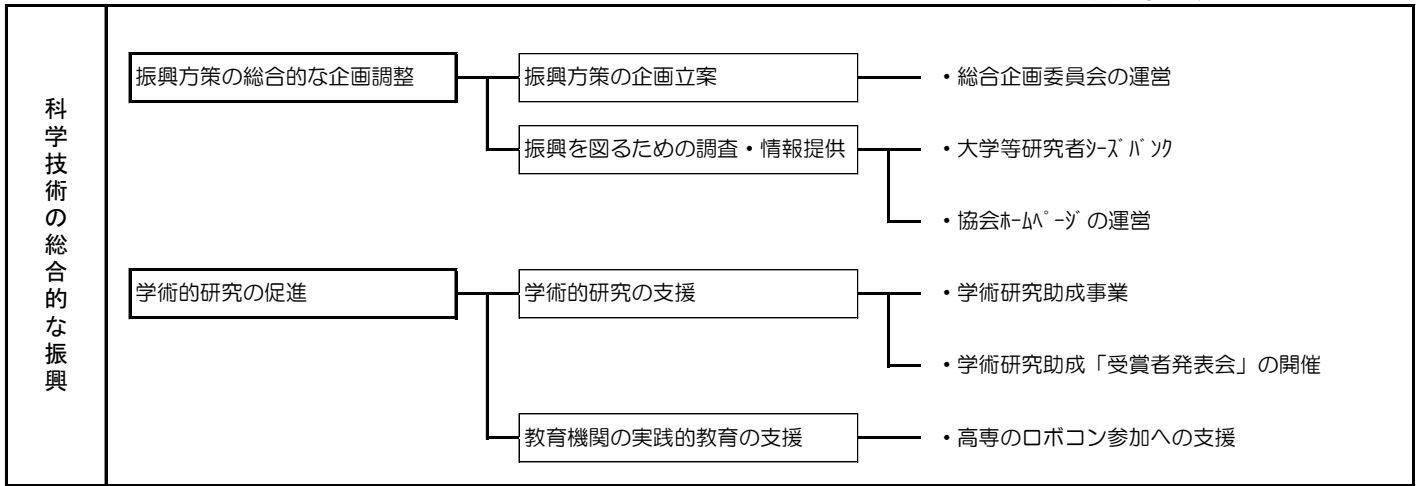 科学技術の総合的な振興
振興方策の総合的な企画調整
振興方策の企画立案
・総合企画委員会の運営
振興を図るための調査・情報提供
・大学等研究者ｼｰｽﾞﾊﾞﾝｸ
・協会ﾎｰﾑﾍﾟｰｼﾞの運営
学術的研究の促進
学術的研究の支援
・学術研究助成事業
・学術研究助成「受賞者発表会」の開催
教育機関の実践的教育の支援
・高専のロボコン参加への支援